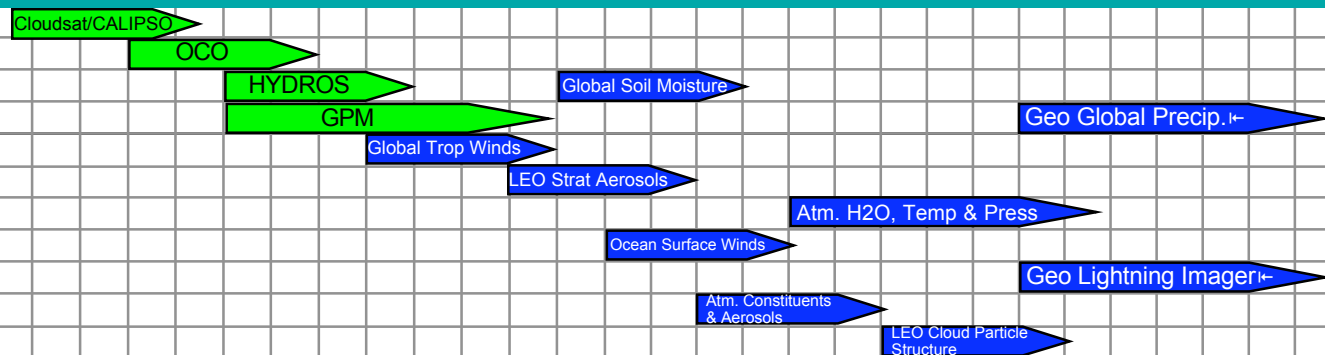 Cloudsat/CALIPSO
OCO
HYDROS
Global Soil Moisture
GPM
Geo Global Precip.⇤
Global Trop Winds
LEO Strat Aerosols
Atm. H2O, Temp & Press
Ocean Surface Winds
Geo Lightning Imager⇤
Atm. Constituents
& Aerosols
LEO Cloud Particle
Structure